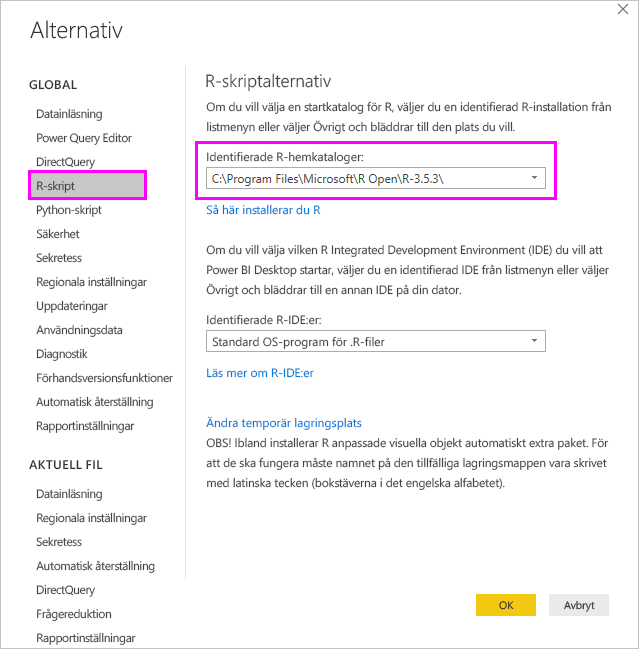 Alternativ
GLOBAL
Datainläsning
Power Query Editor
DirectQuery
R-skript
Python-skript
Säkerhet
Sekretess
Regionala inställningar
Uppdateringar
Användningsdata
Diagnostik
Förhandsversionsfunktioner
Automatisk återställning
Rapportinställningar
AKTUELL FIL
Datainläsning
Regionala inställningar
Sekretess
Automatisk återställning
DirectQuery
Frågereduktion
Rapportinställningar
R-skriptalternativ
Om du vill välja en startkatalog för R, väljer du en identifierad R-installation från
listmenyn eller väljer Övrigt och bläddrar till den plats du vill.
Identifierade R-hemkataloger:
C:\Program Files\Microsoft\R Open\R-3.5.3\
Så här installerar du R
Om du vill välja vilken R Integrated Development Environment (IDE) du vill att
Power BI Desktop startar, väljer du en identifierad IDE från listmenyn eller väljer
Övrigt och bläddrar till en annan IDE på din dator.
Identifierade R-IDE:er:
Standard OS-program för .R-filer
Läs mer om R-IDE:er
Ändra temporär lagringsplats
OBS! Ibland installerar R anpassade visuella objekt automatiskt extra paket. För
att de ska fungera måste namnet på den tillfälliga lagringsmappen vara skrivet
med latinska tecken (bokstäverna i det engelska alfabetet).
OK
Avbryt